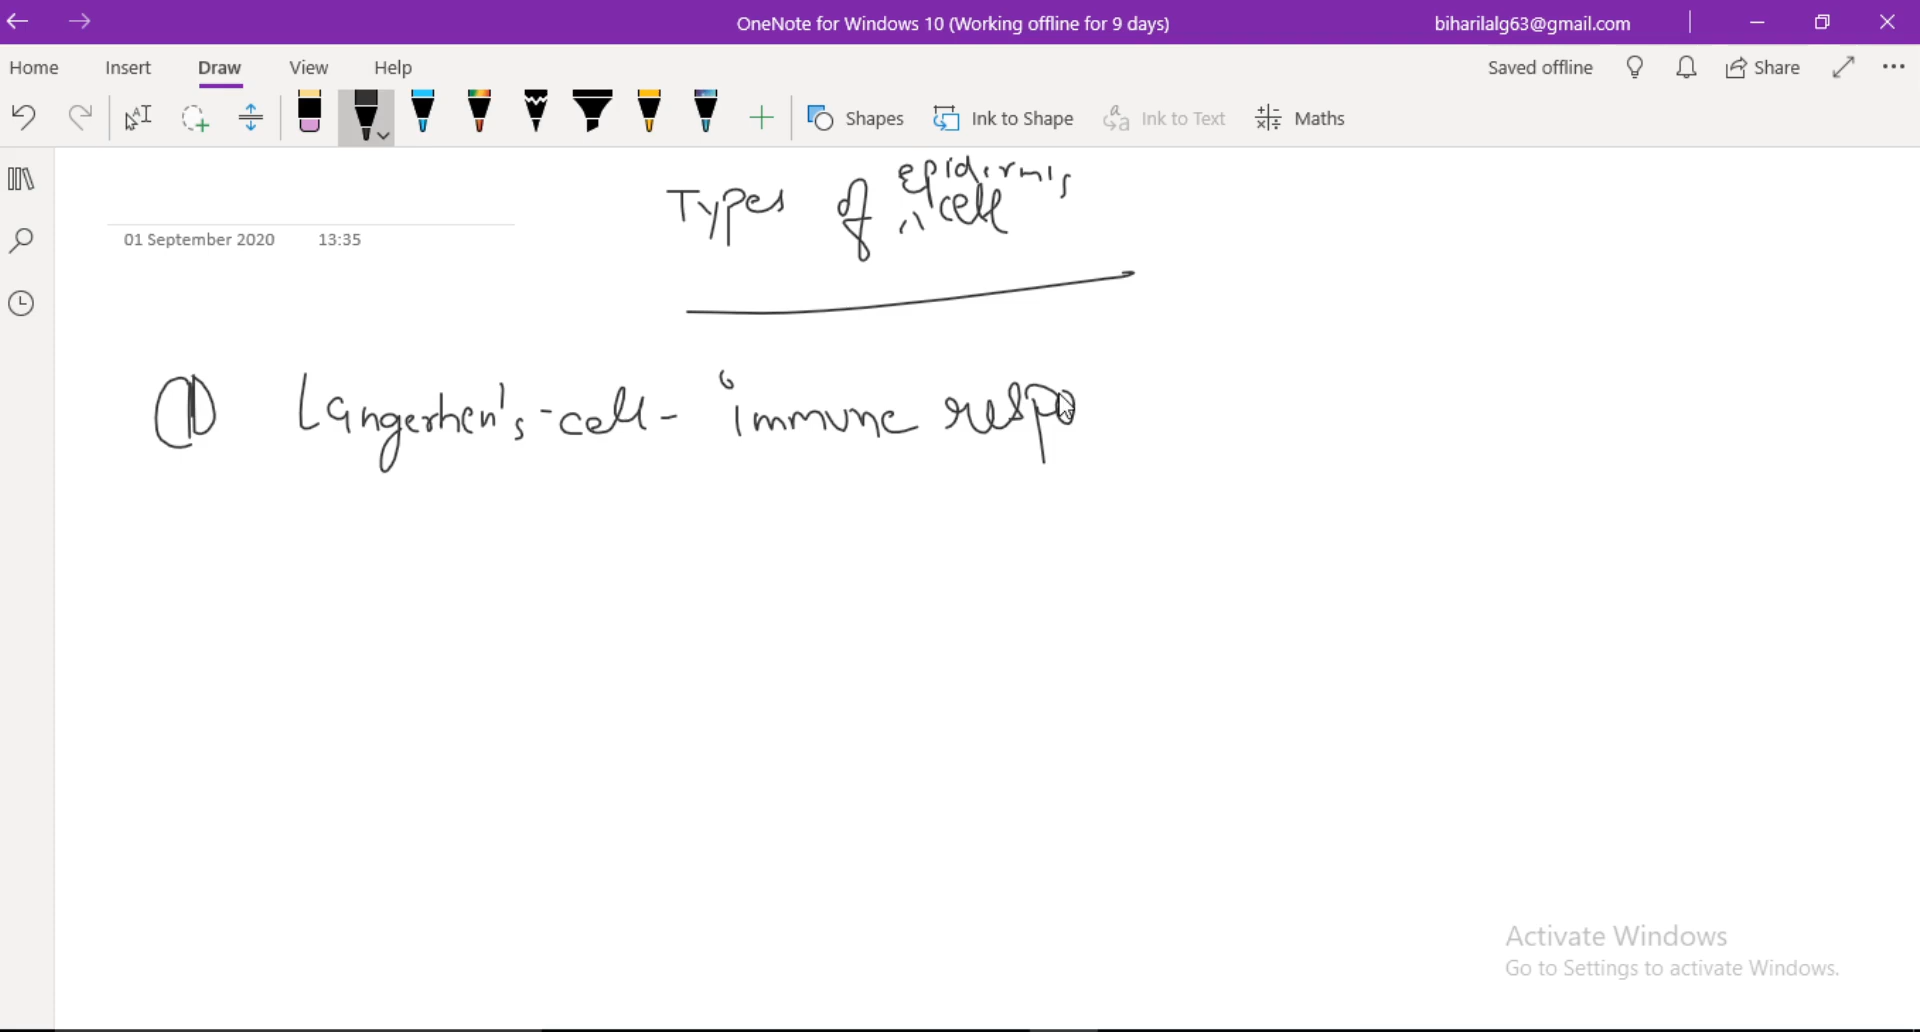 OneNote for Windows 10 (Working offline for 9 days)
biharilalg63@gmail.com
Home Insert Draw View Help
Saved offline Share
Shapes Ink to Shape Ink to Text Maths
epidermis
Types of cell
01 September 2020 13:35
① Langerhen's-cell- immune respo
Activate Windows
Go to Settings to activate Windows.